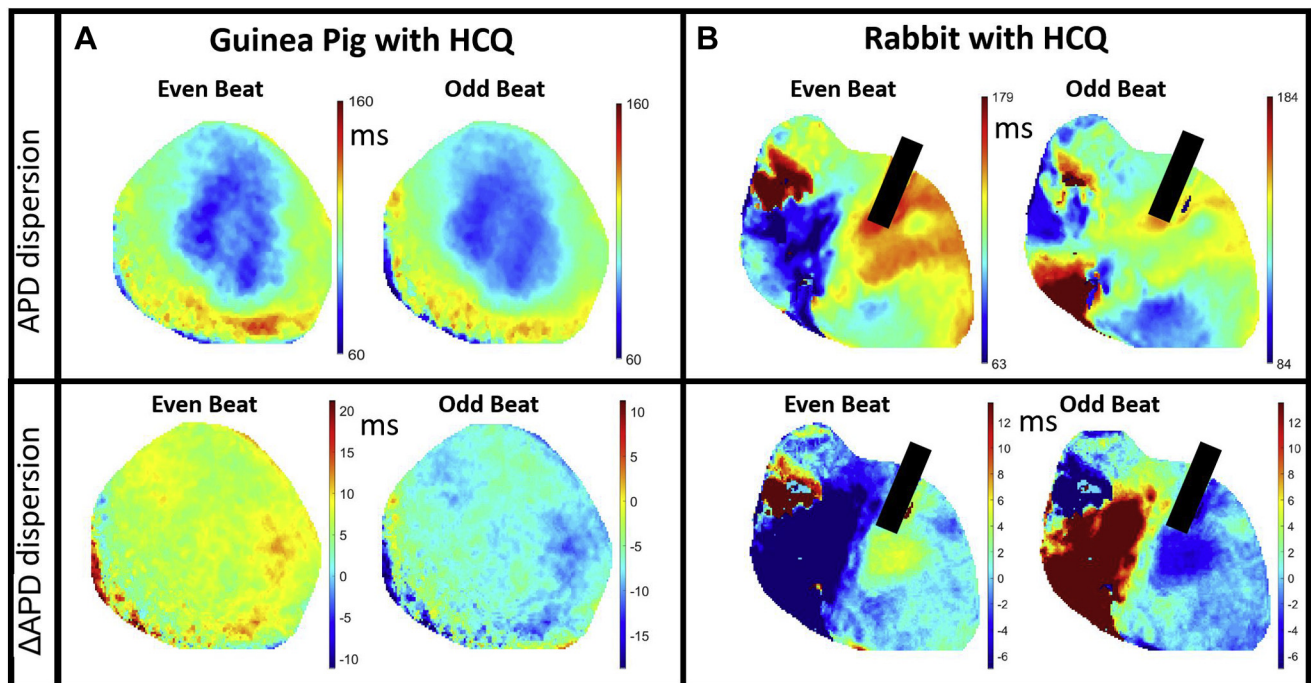 A
Guinea Pig with HCQ
B
Rabbit with HCQ
APD dispersion
Even Beat
Odd Beat
160
ms
60
160
60
Even Beat
Odd Beat
179
ms
63
184
84
ΔAPD dispersion
Even Beat
Odd Beat
20
ms
15
10
5
0
-5
-10
10
5
0
-5
-10
-15
Even Beat
Odd Beat
12
ms
10
8
6
4
2
0
-2
-4
-6
12
10
8
6
4
2
0
-2
-4
-6